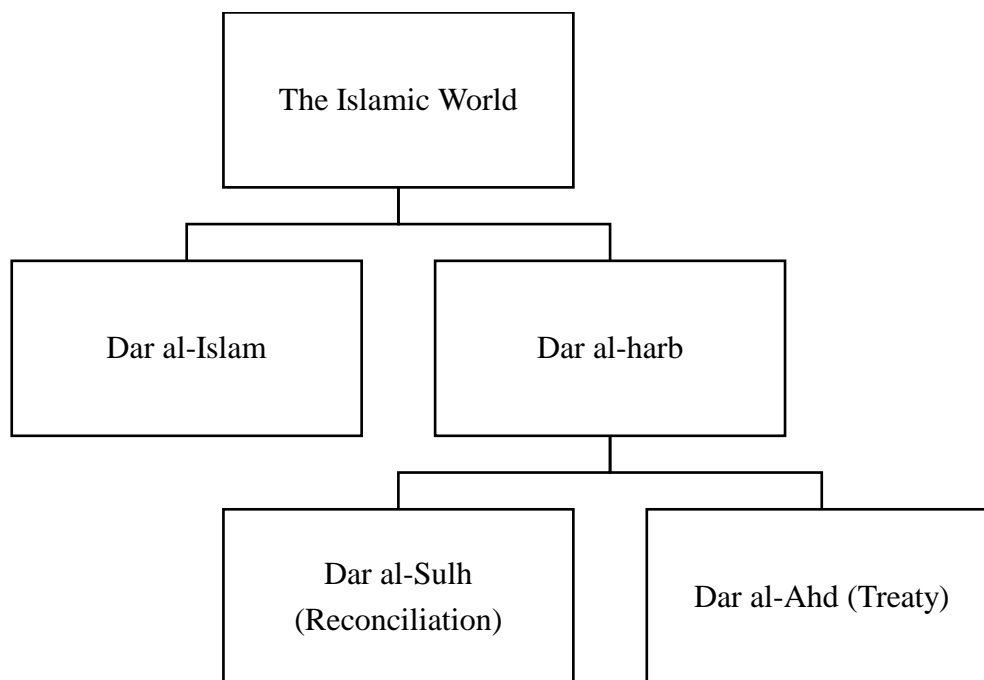 The Islamic World
Dar al-Islam
Dar al-harb
Dar al-Sulh
(Reconciliation)
Dar al-Ahd (Treaty)